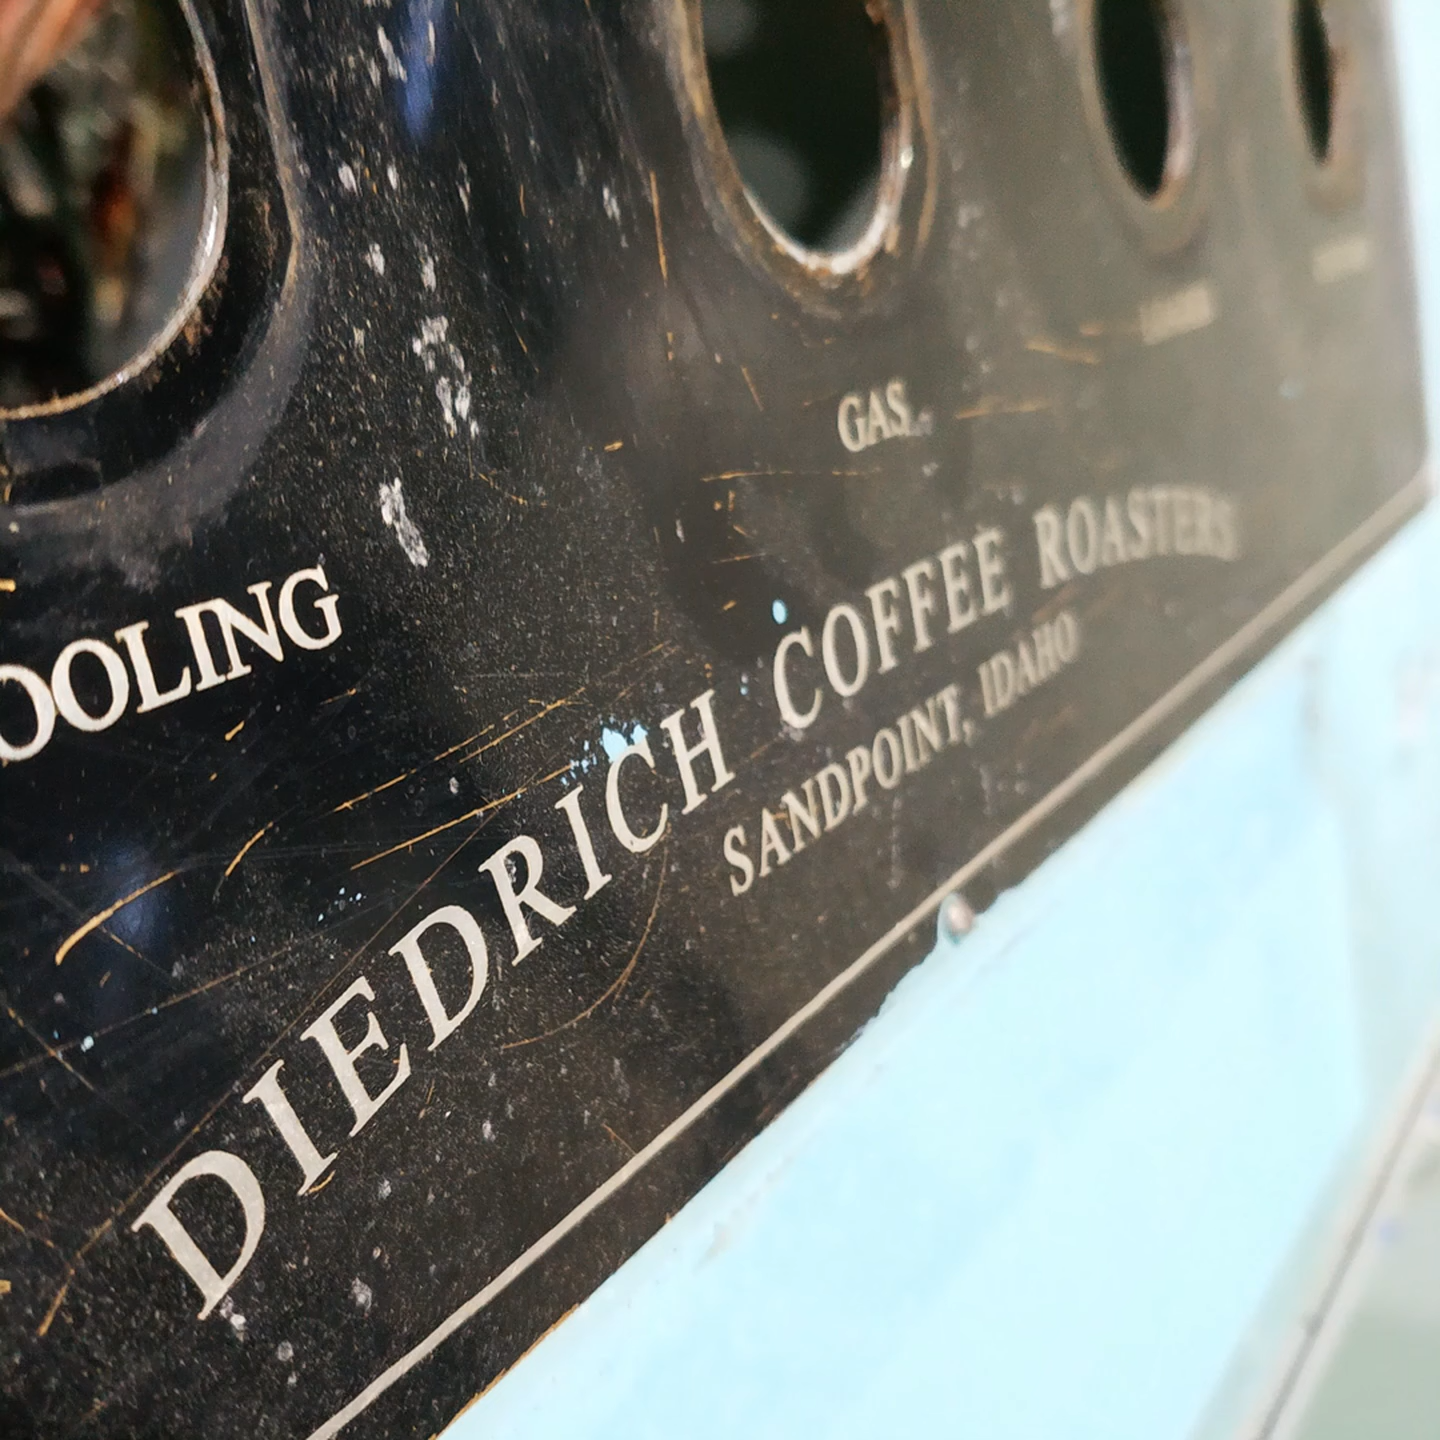 OOLING
GAS
DIEDRICH COFFEE ROASTERS
SANDPOINT, IDAHO